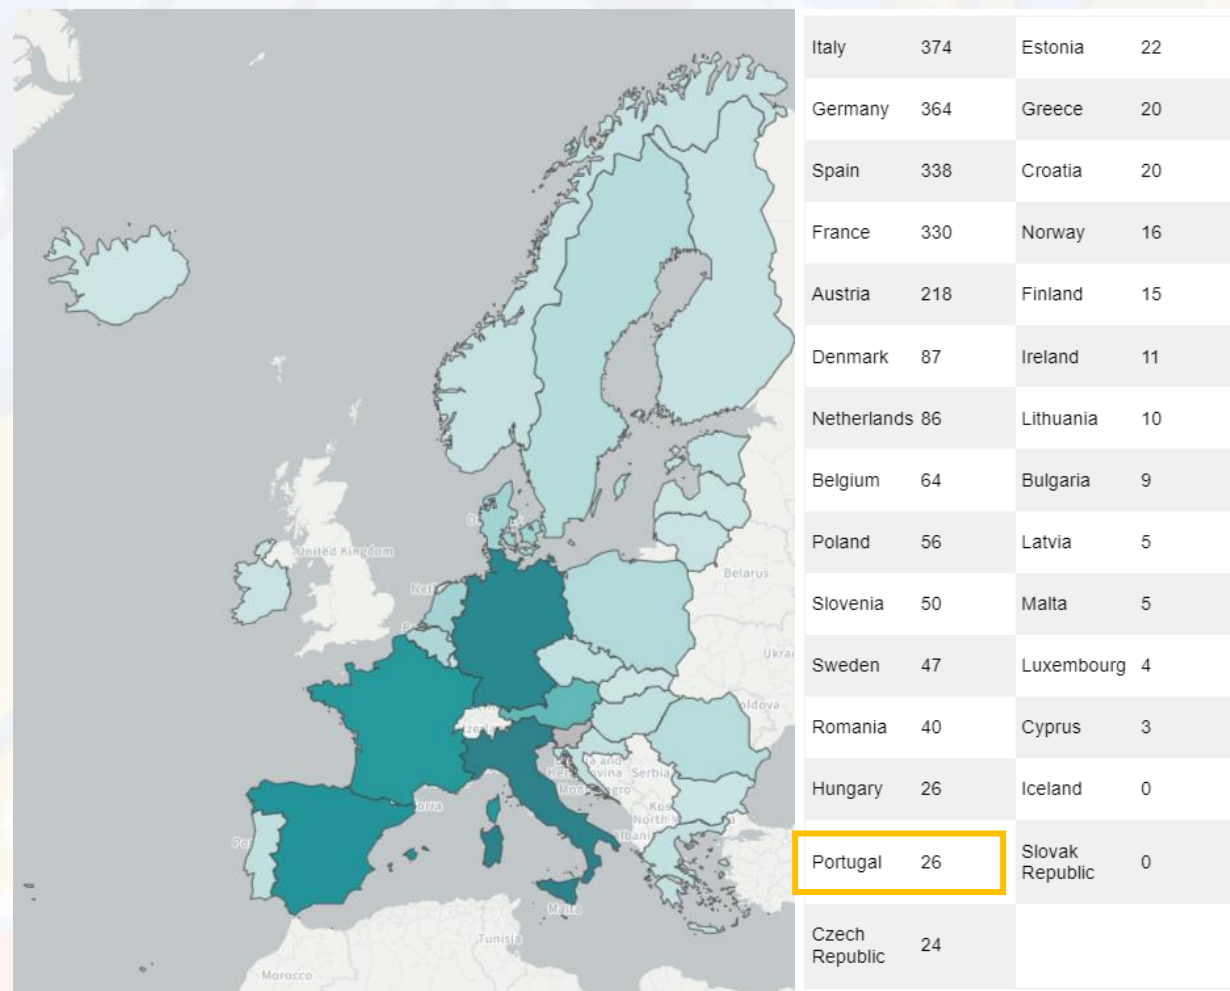 United Kingdom
Belarus
Serbia
Tunisia
Morocco
Malta
Italy 374 Estonia 22
Germany 364 Greece 20
Spain 338 Croatia 20
France 330 Norway 16
Austria 218 Finland 15
Denmark 87 Ireland 11
Netherlands 86 Lithuania 10
Belgium 64 Bulgaria 9
Poland 56 Latvia 5
Slovenia 50 Malta 5
Sweden 47 Luxembourg 4
Romania 40 Cyprus 3
Hungary 26 Iceland 0
Portugal 26 Slovak Republic 0
Czech Republic 24